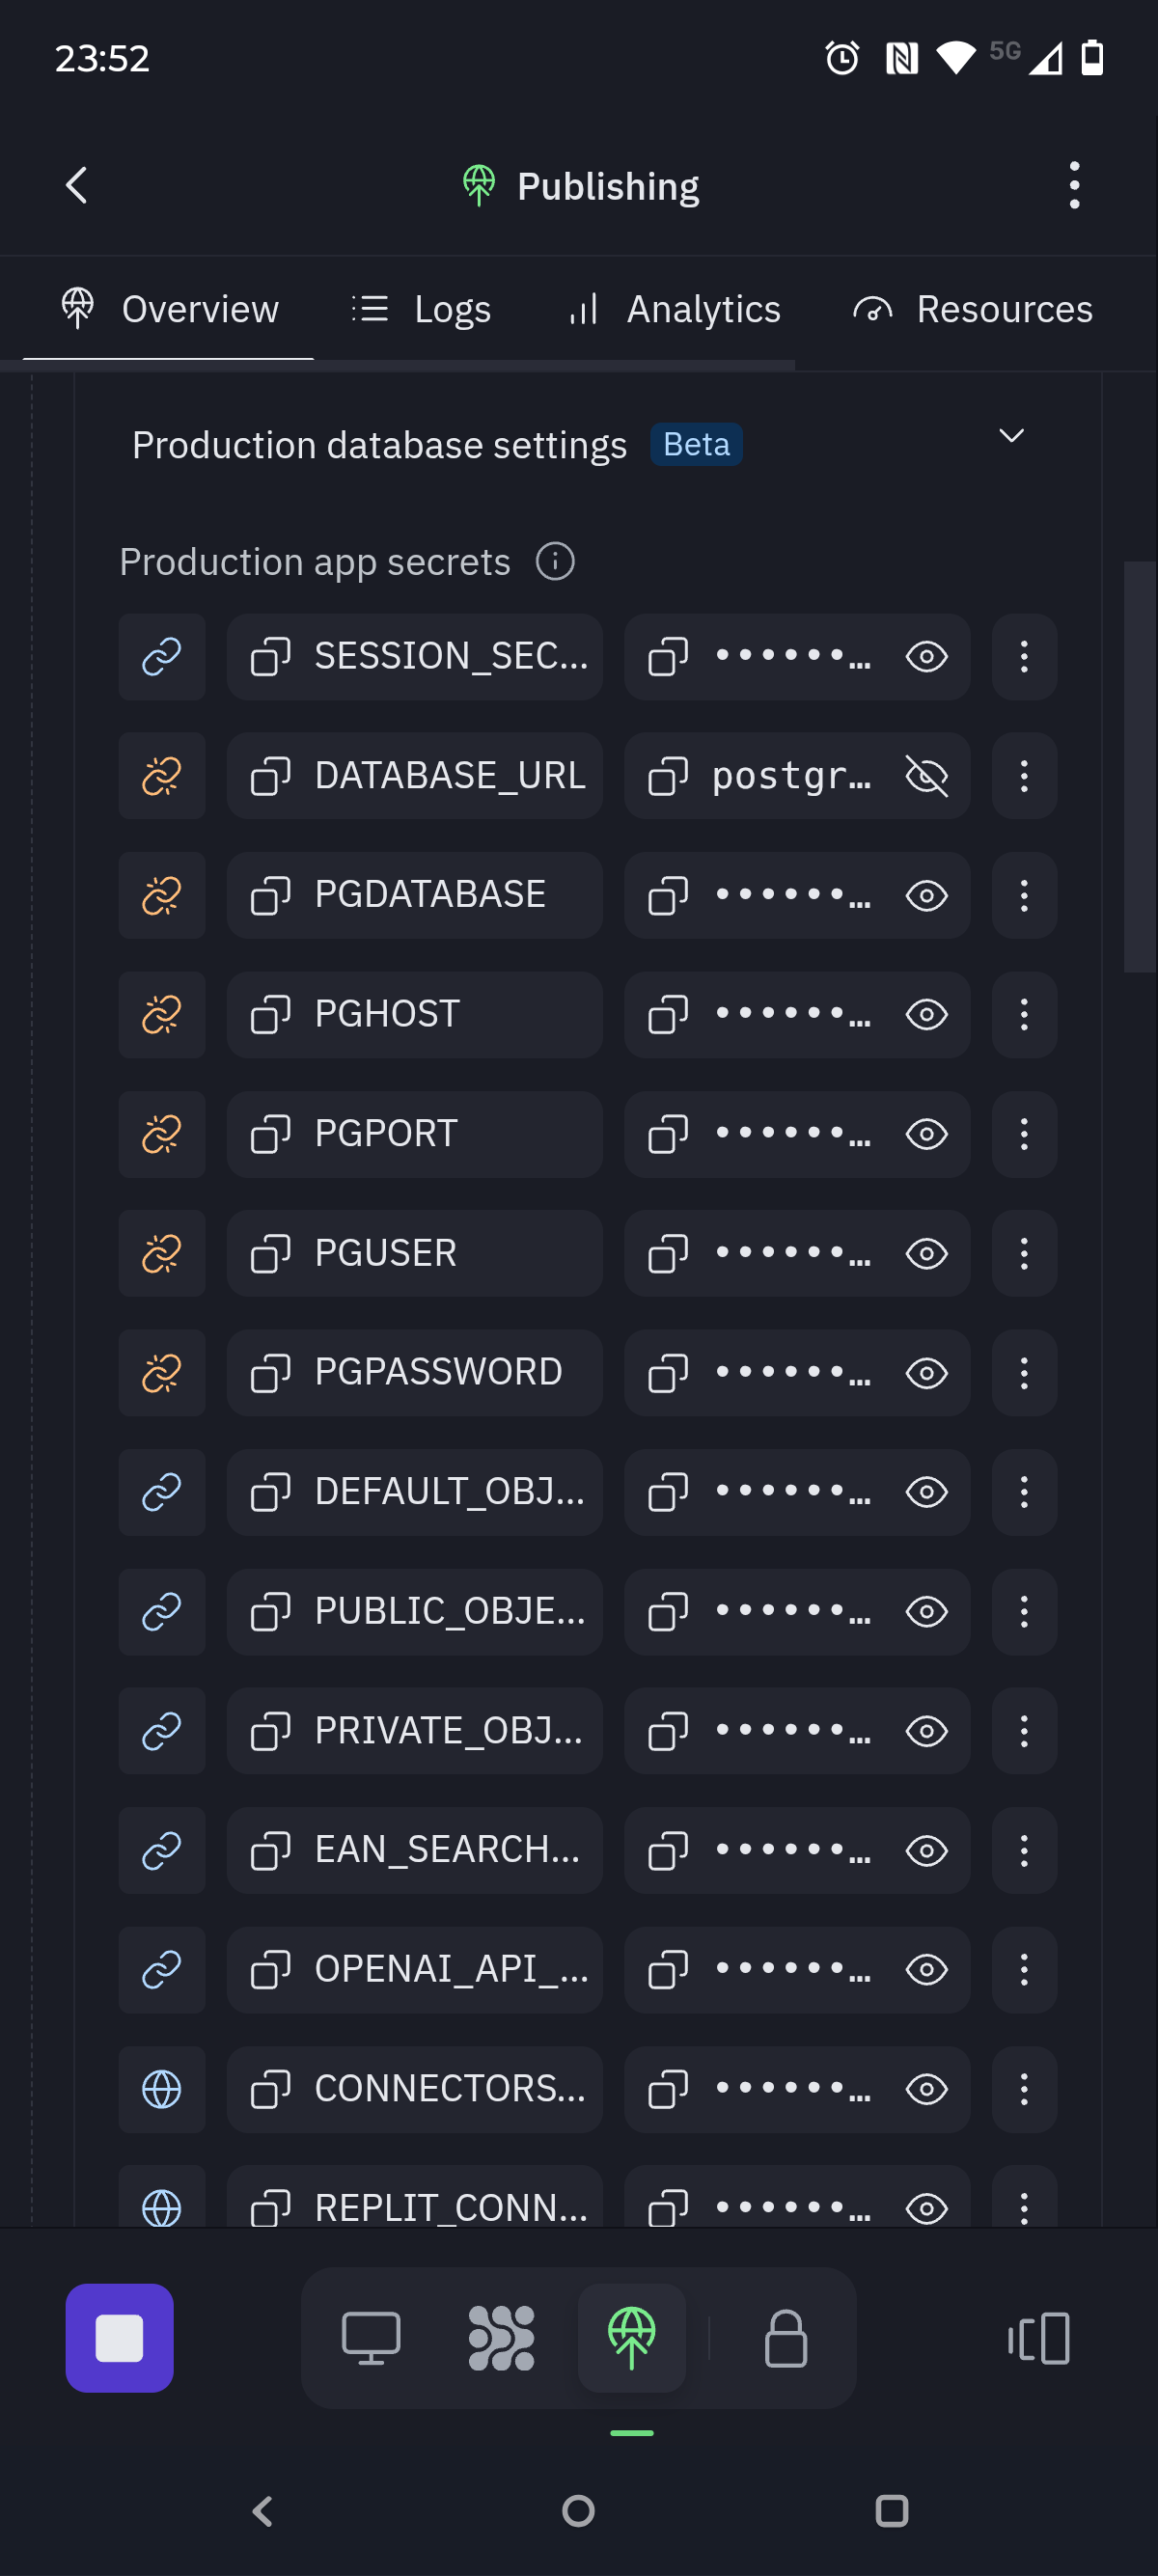 23:52
5G
Publishing
Overview Logs Analytics Resources
Production database settings Beta
Production app secrets
SESSION_SEC... ••••••...
DATABASE_URL postgr...
PGDATABASE ••••••...
PGHOST ••••••...
PGPORT ••••••...
PGUSER ••••••...
PGPASSWORD ••••••...
DEFAULT_OBJ... ••••••...
PUBLIC_OBJE... ••••••...
PRIVATE_OBJ... ••••••...
EAN_SEARCH... ••••••...
OPENAI_API_... ••••••...
CONNECTORS... ••••••...
REPLIT_CONN... ••••••...